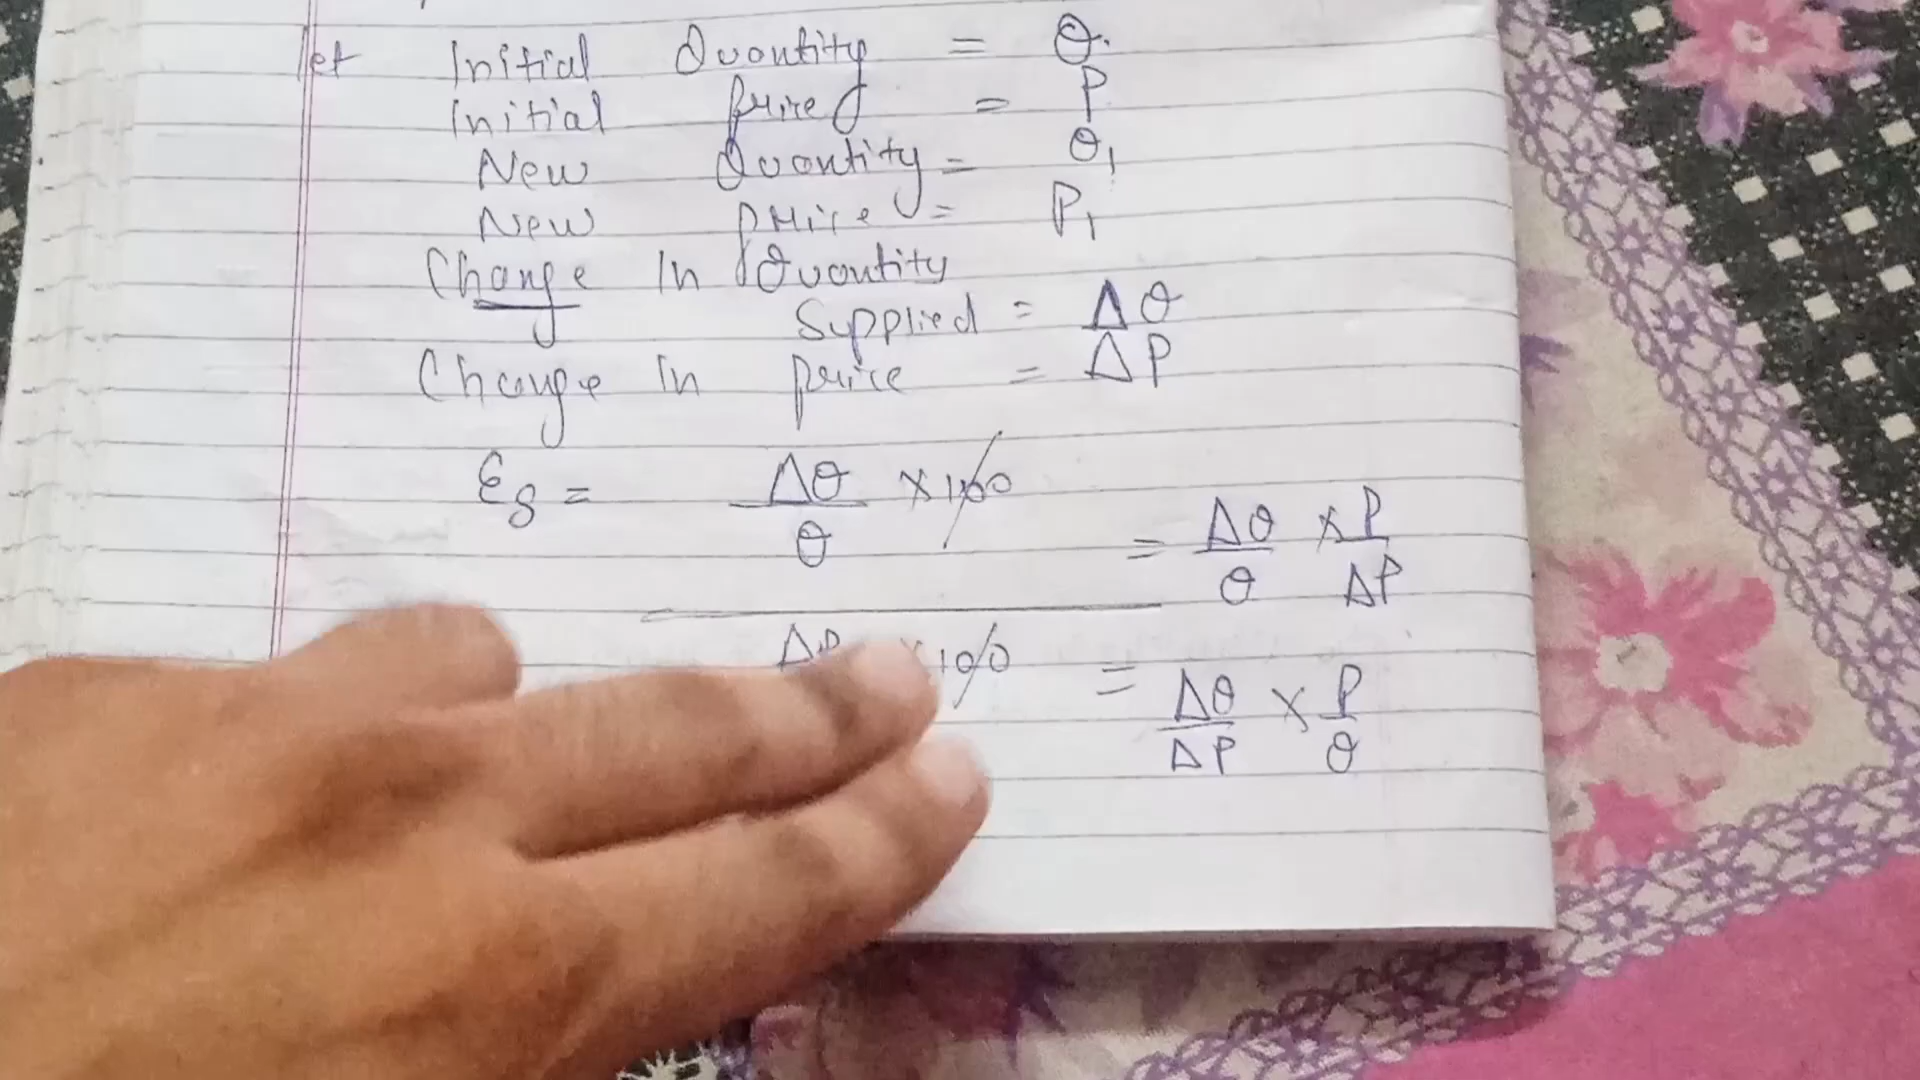 let Initial Quantity = Q.
Initial price = P
New Quantity = Q1
New price = P1
Change In Quantity
Supplied = ΔQ
Change In price = ΔP
Es = ΔQ/Q ×100
= ΔQ/Q × P/ΔP
ΔP ×100
= ΔQ/ΔP × P/Q